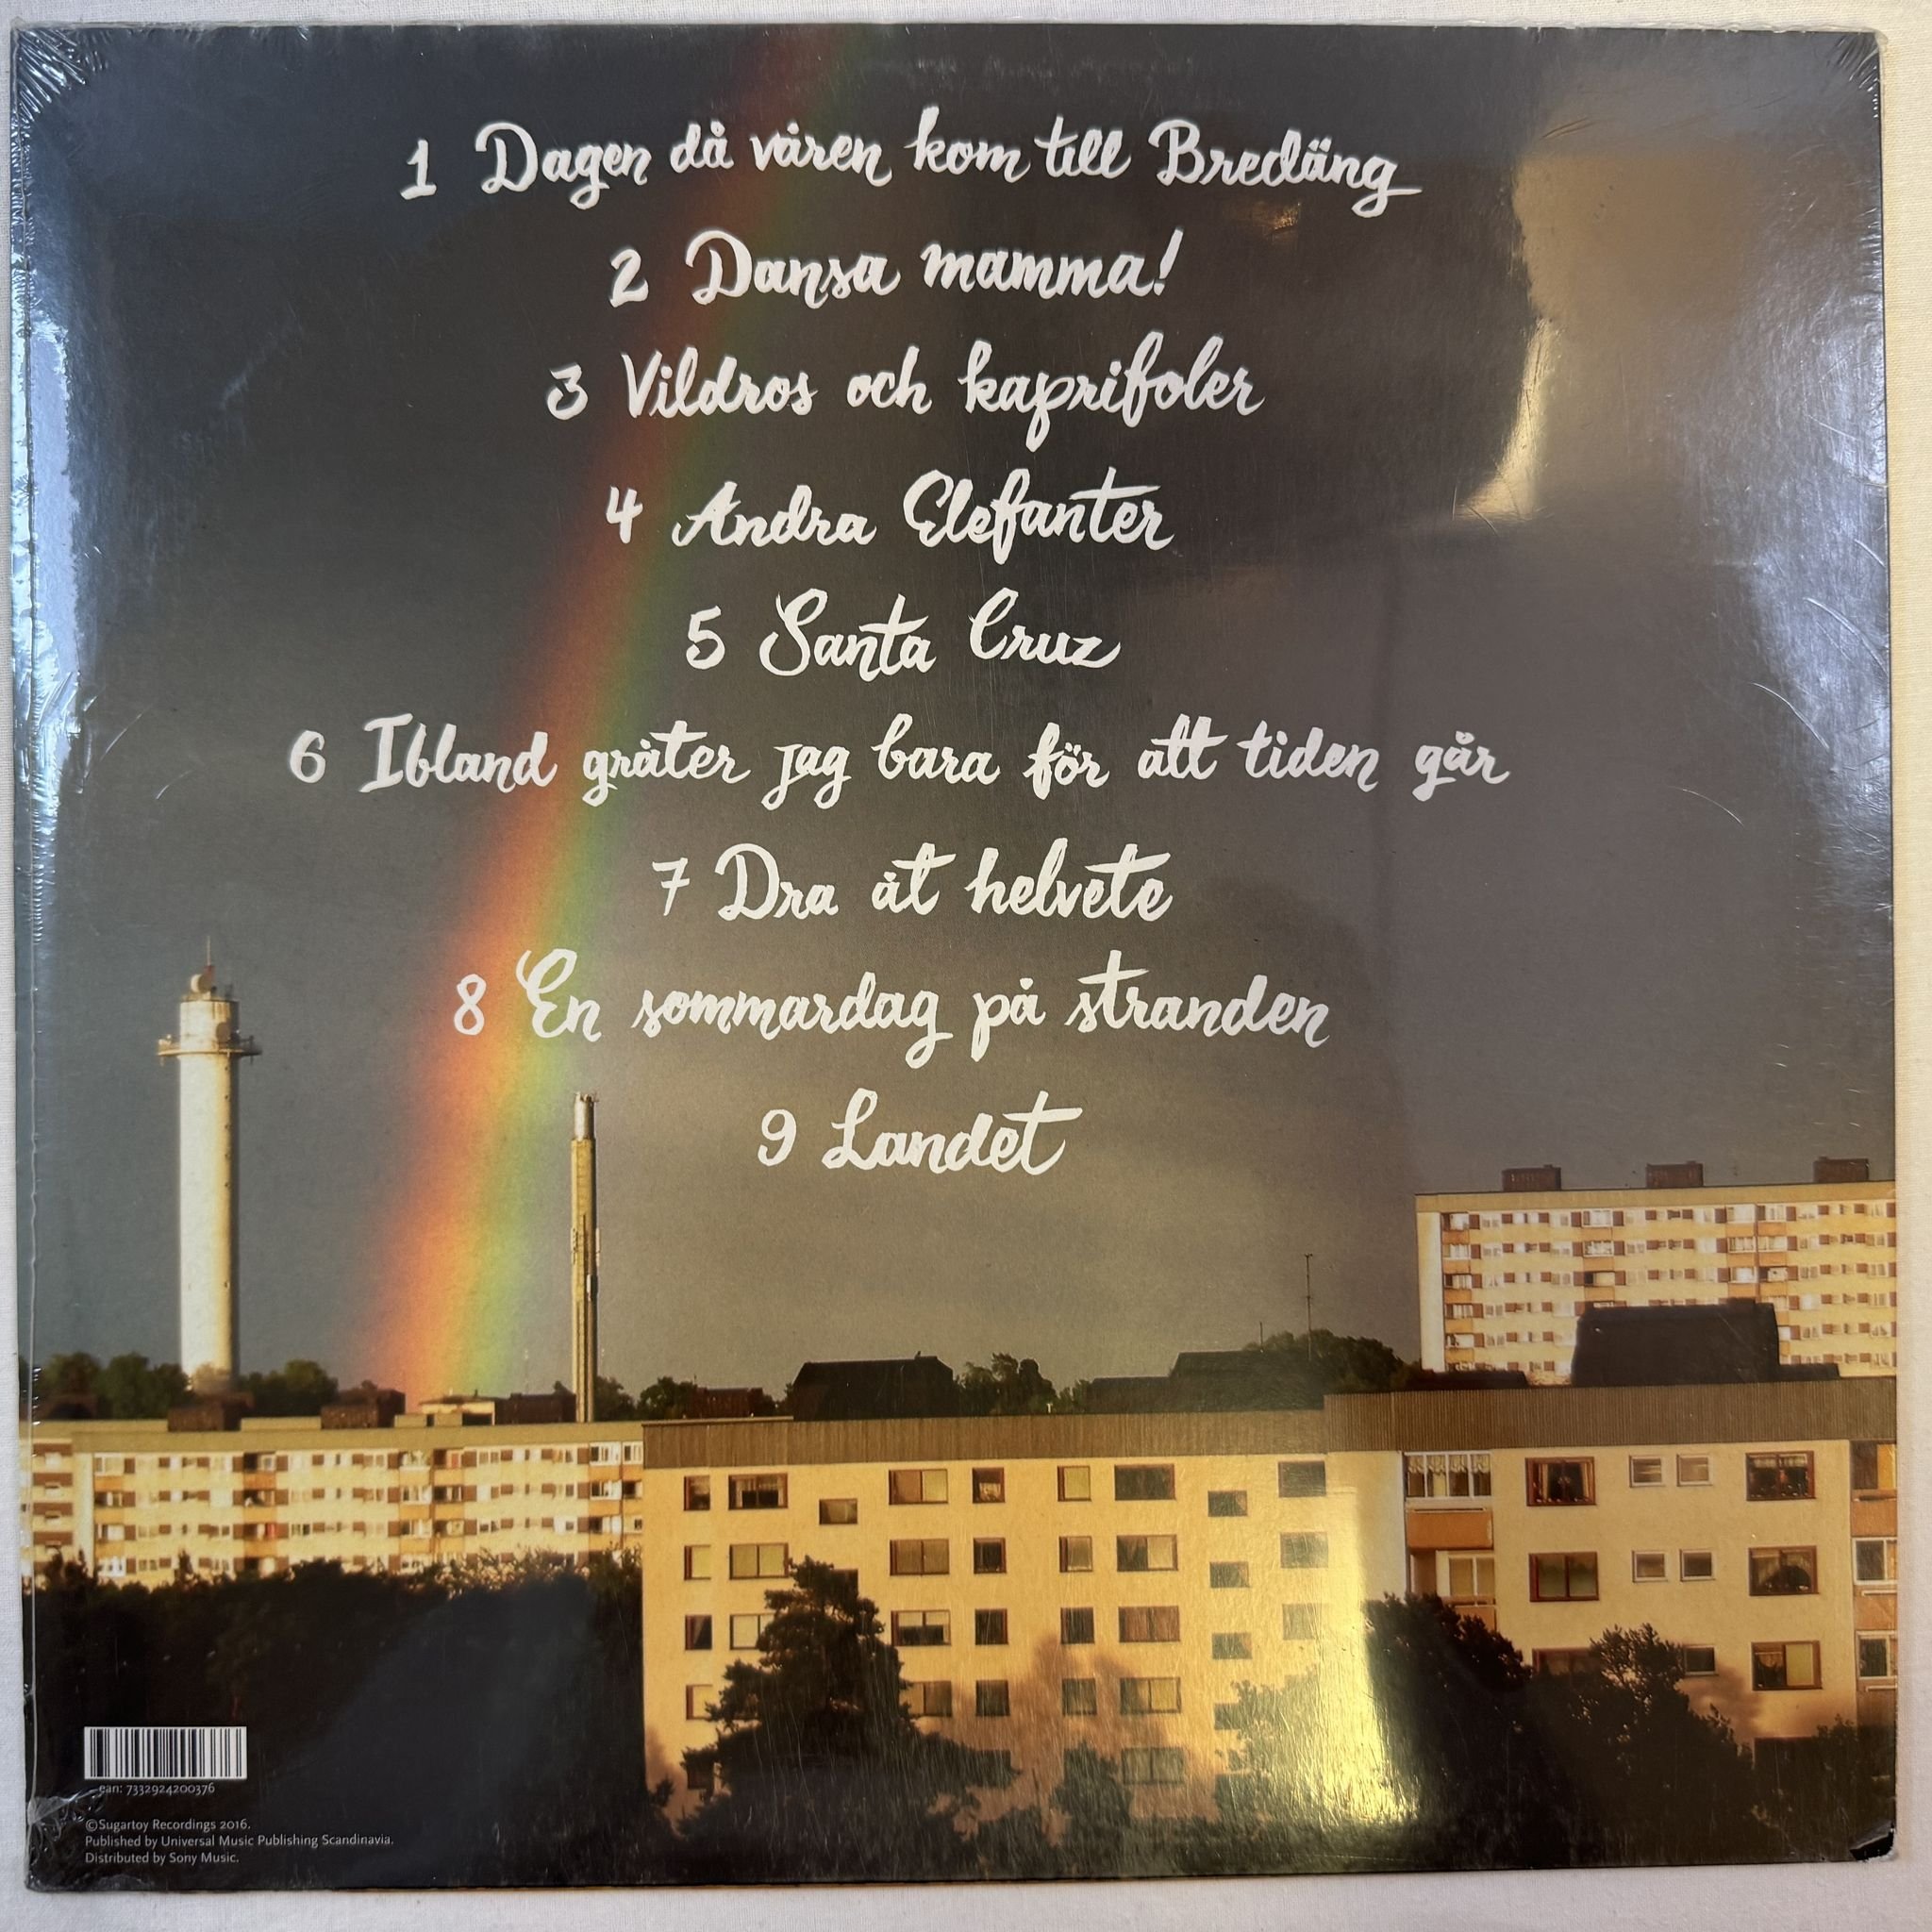 1 Dagen då våren kom till Bredäng
2 Dansa mamma!
3 Vildros och kaprifoler
4 Andra Elefanter
5 Santa Cruz
6 Ibland gråter jag bara för att tiden går
7 Dra åt helvete
8 En sommardag på stranden
9 Landet
ean: 7332924200376
©Sugartoy Recordings 2016.
Published by Universal Music Publishing Scandinavia.
Distributed by Sony Music.